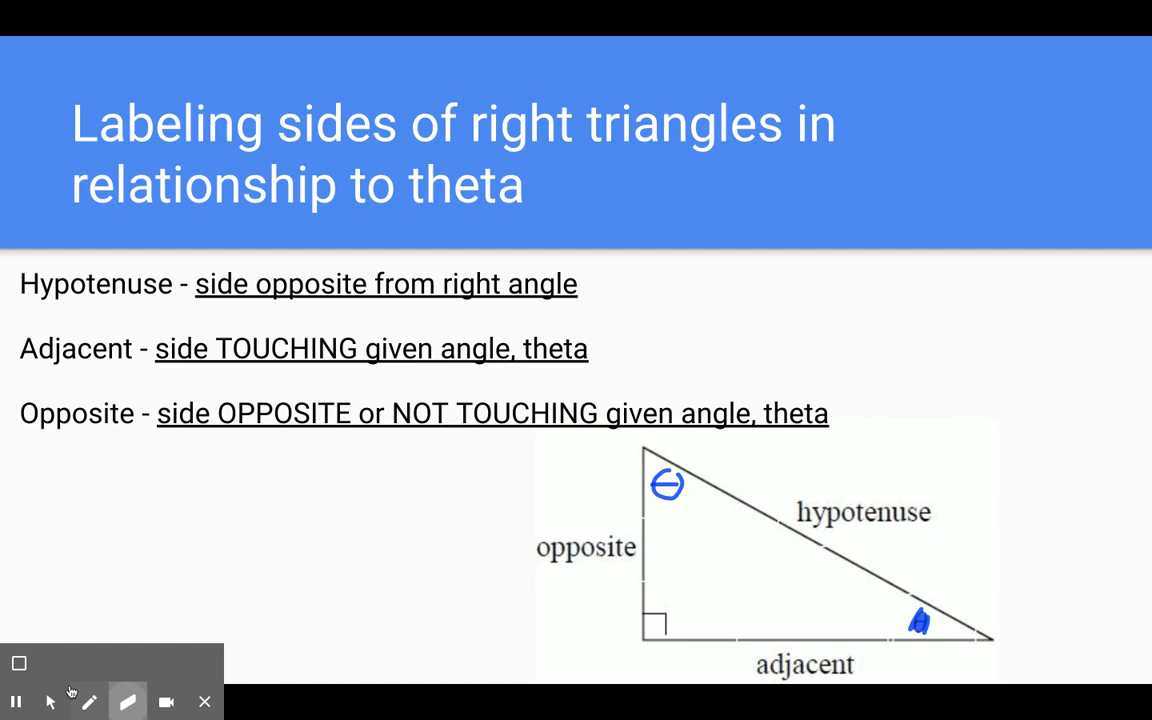 Labeling sides of right triangles in
relationship to theta
Hypotenuse - side opposite from right angle
Adjacent - side TOUCHING given angle, theta
Opposite - side OPPOSITE or NOT TOUCHING given angle, theta
θ
hypotenuse
opposite
adjacent